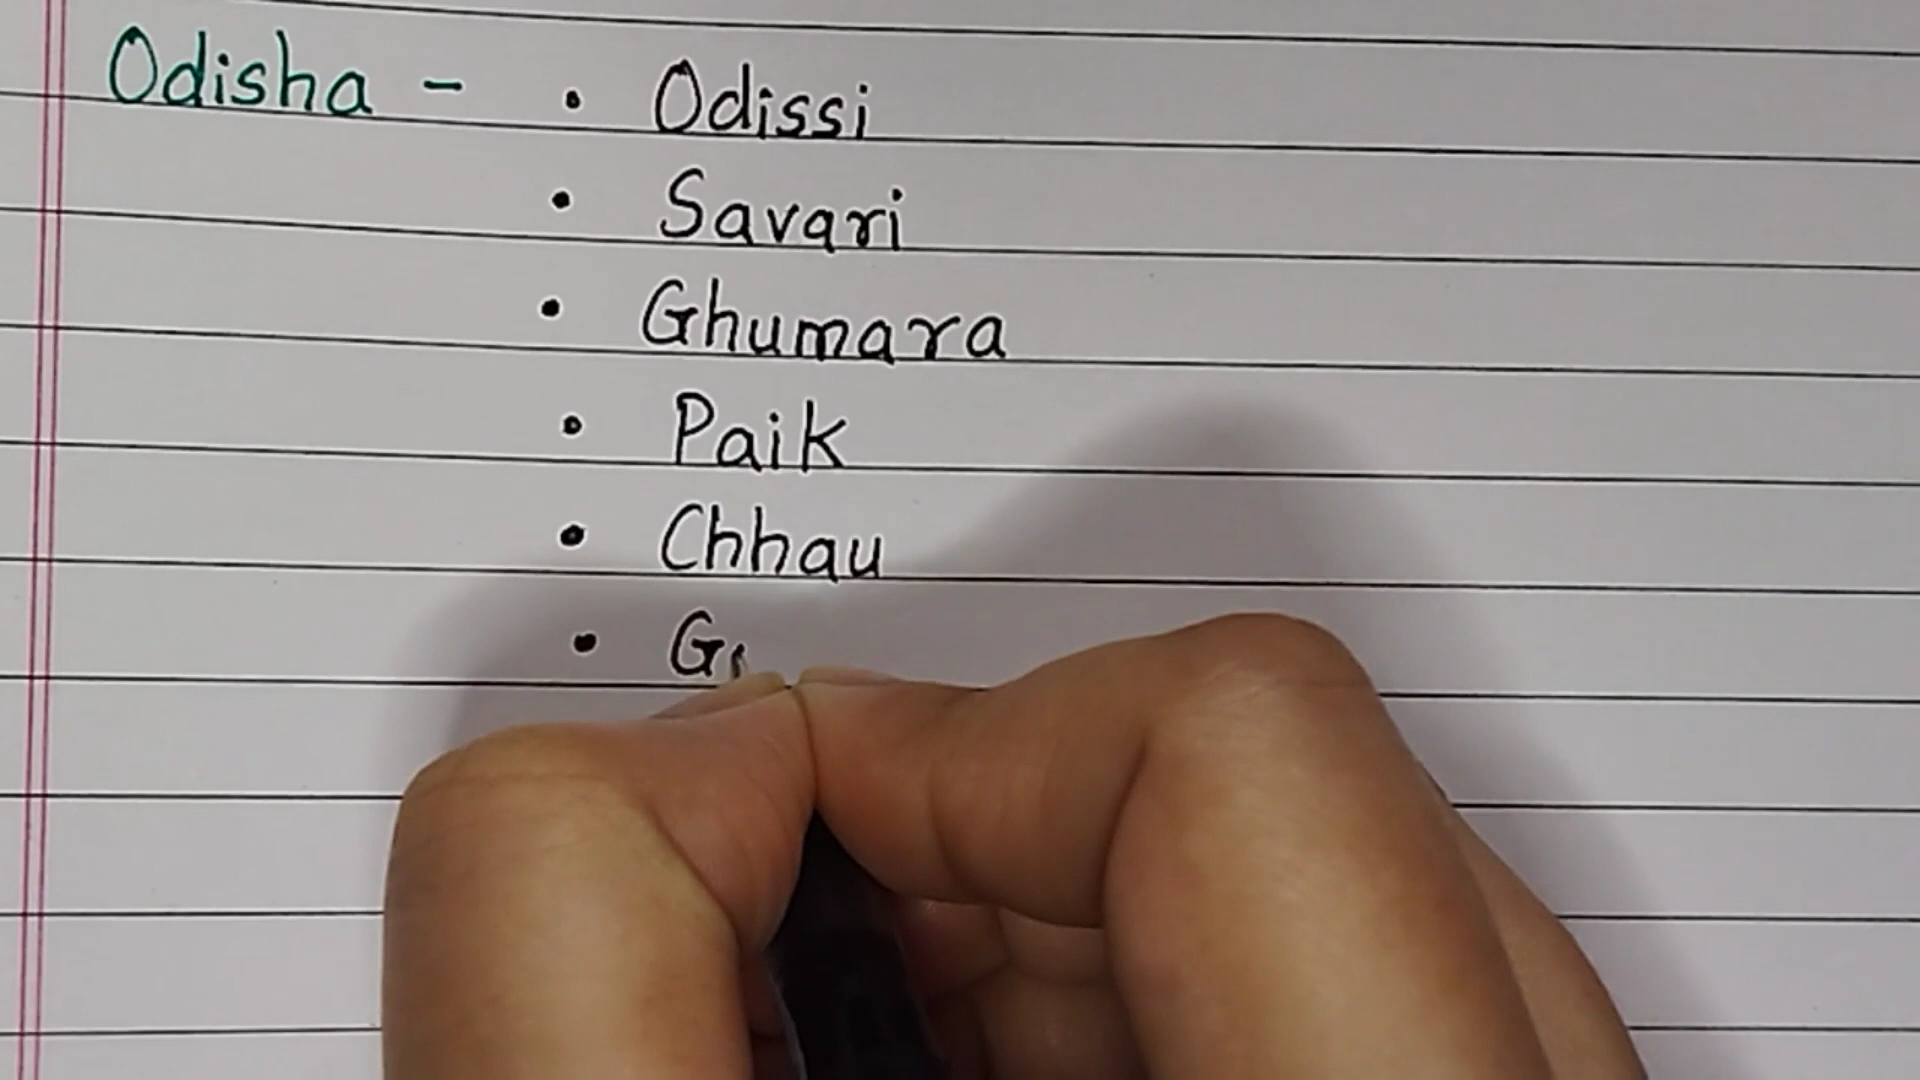 Odisha - • Odissi
• Savari
• Ghumara
• Paik
• Chhau
• G